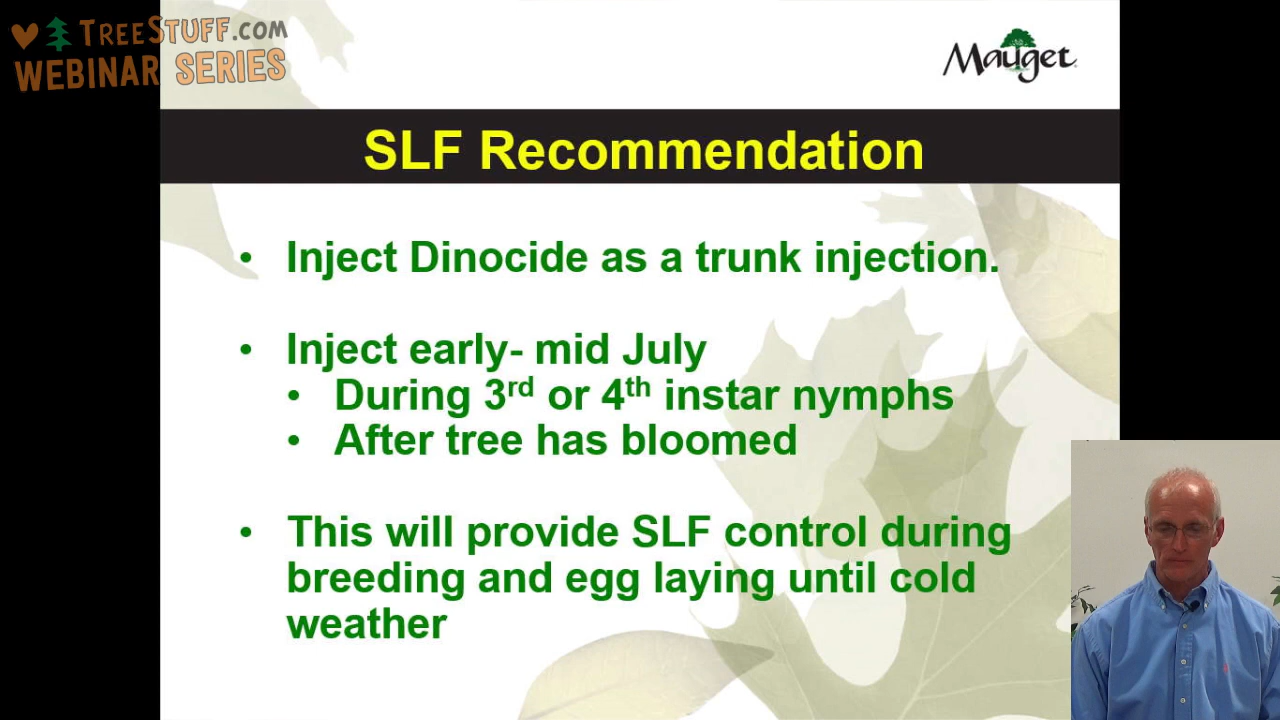 TREESTUFF.COM
WEBINAR SERIES
Mauget
SLF Recommendation
• Inject Dinocide as a trunk injection.
• Inject early- mid July
• During 3rd or 4th instar nymphs
• After tree has bloomed
• This will provide SLF control during
breeding and egg laying until cold
weather